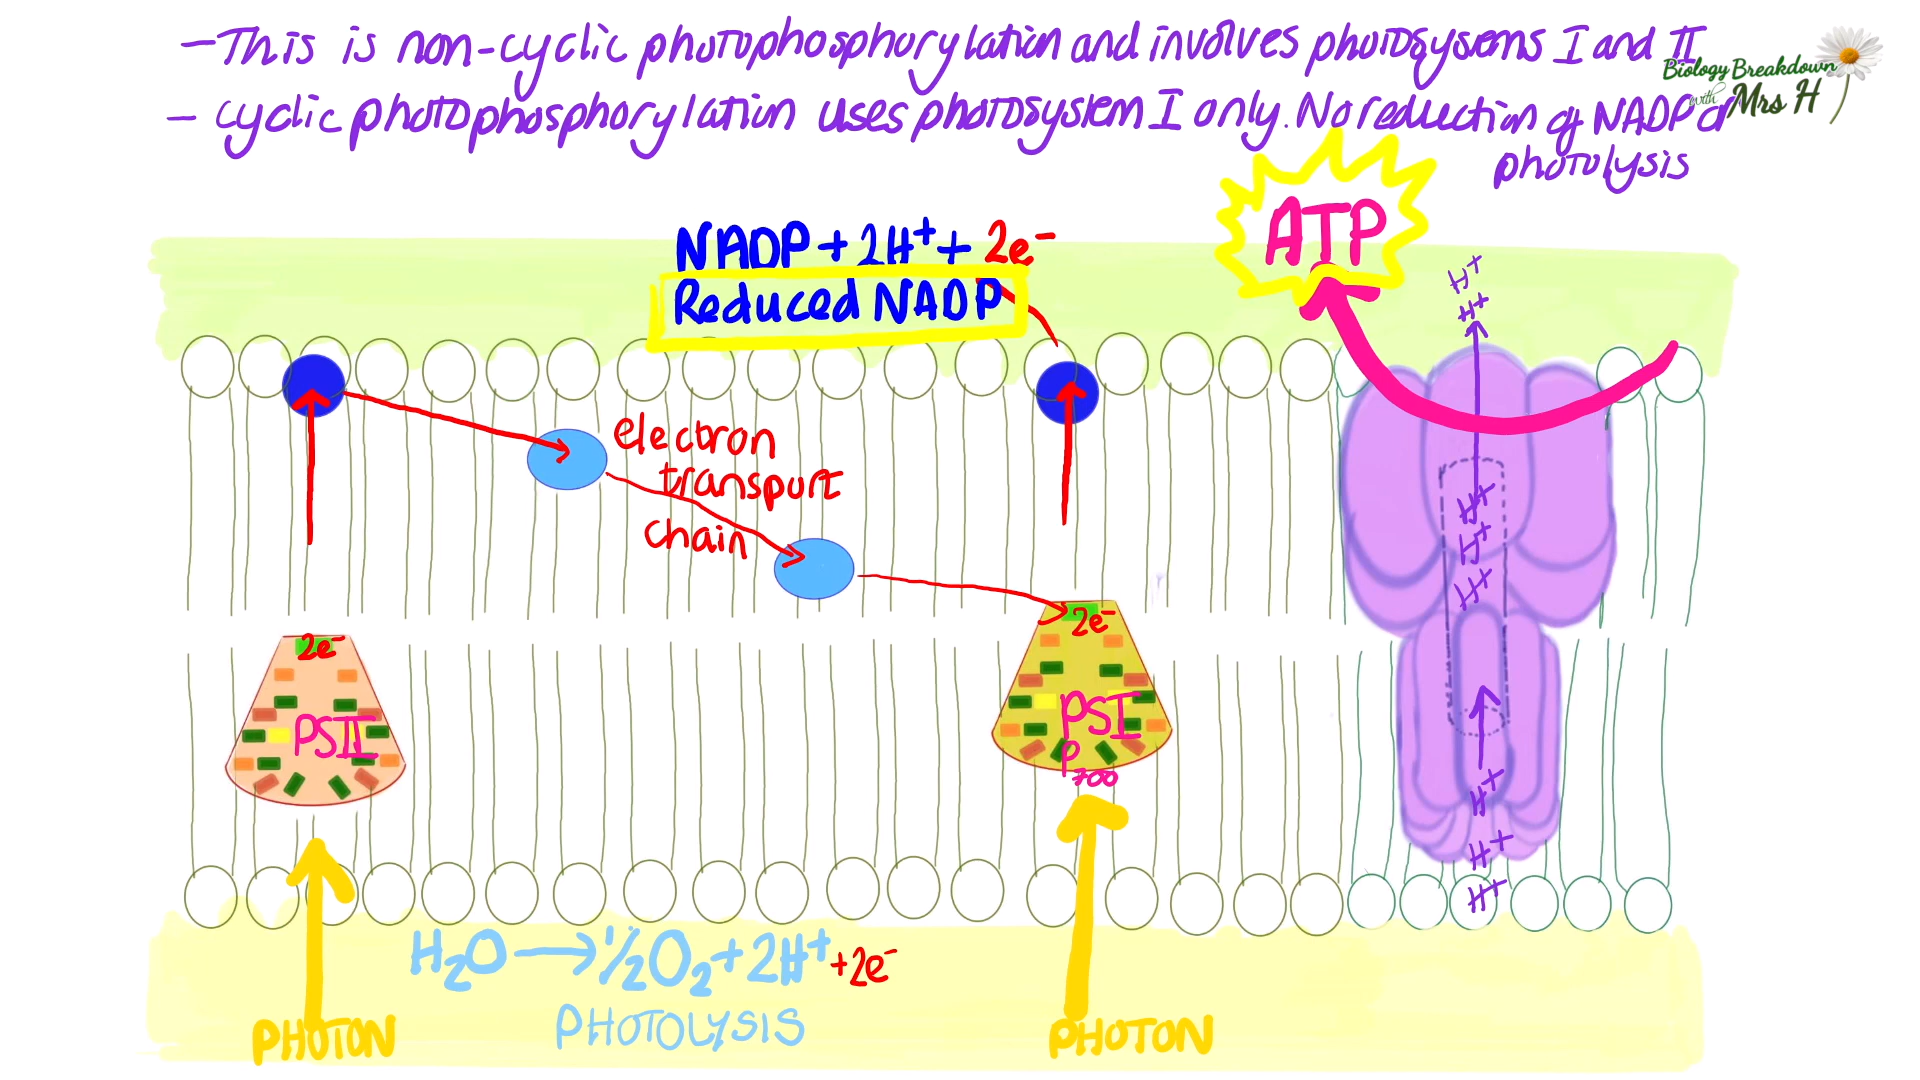 - This is non-cyclic photophosphorylation and involves photosystems I and II
- cyclic photophosphorylation uses photosystem I only. No reduction of NADP or
photolysis
Biology Breakdown
with Mrs H
NADP + 2H⁺ + 2e⁻
Reduced NADP
ATP
H⁺
H⁺
electron
transport
chain
H⁺
H⁺
H⁺
2e⁻
2e⁻
PSII
PSI
P700
H⁺
H⁺
H⁺
H₂O → ½O₂ + 2H⁺ + 2e⁻
PHOTOLYSIS
PHOTON
PHOTON